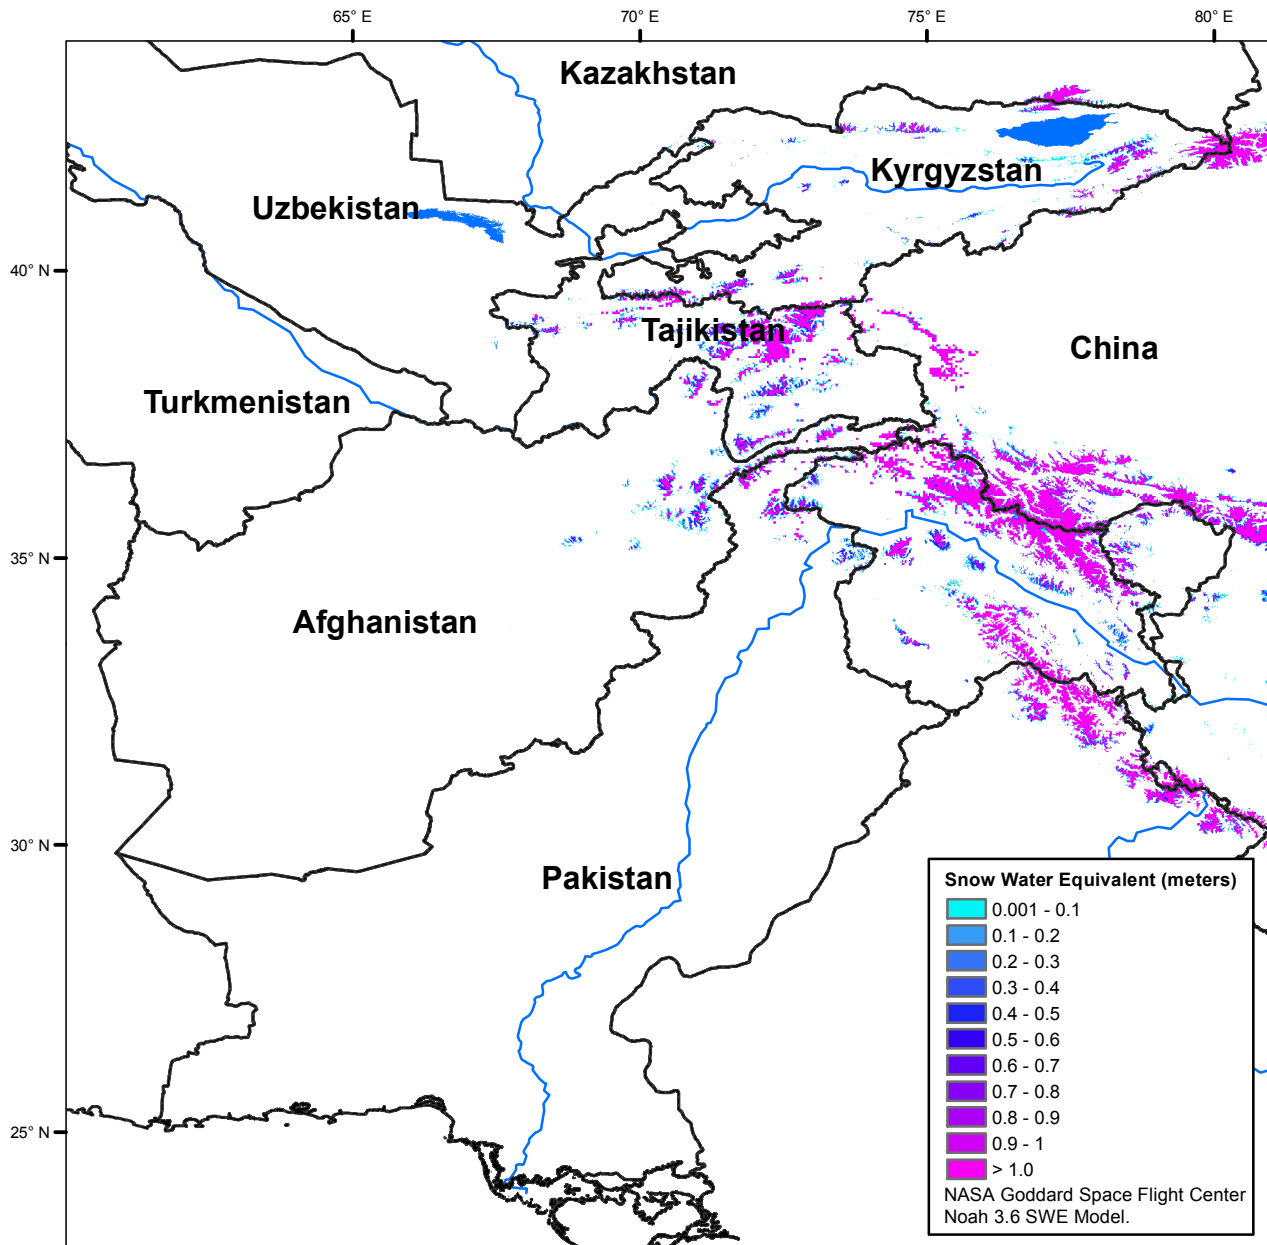 65° E
70° E
75° E
80° E
Kazakhstan
Kyrgyzstan
Uzbekistan
40° N
Tajikistan
China
Turkmenistan
35° N
Afghanistan
30° N
Pakistan
25° N
Snow Water Equivalent (meters)
0.001 - 0.1
0.1 - 0.2
0.2 - 0.3
0.3 - 0.4
0.4 - 0.5
0.5 - 0.6
0.6 - 0.7
0.7 - 0.8
0.8 - 0.9
0.9 - 1
> 1.0
NASA Goddard Space Flight Center
Noah 3.6 SWE Model.